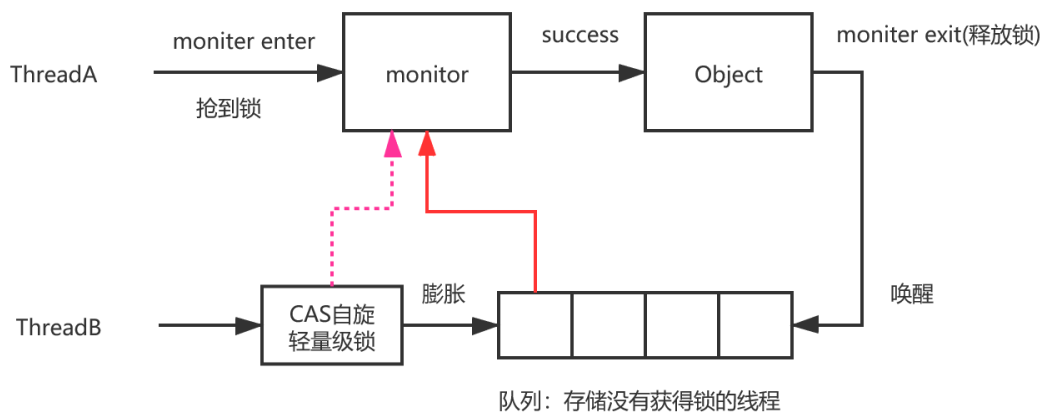 moniter enter
success
moniter exit(释放锁)
ThreadA
monitor
Object
抢到锁
膨胀
唤醒
ThreadB
CAS自旋
轻量级锁
队列：存储没有获得锁的线程